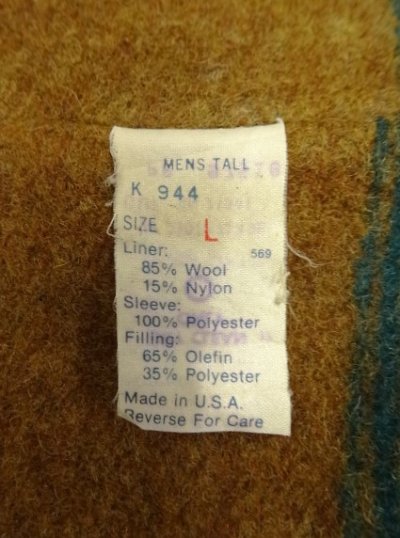 MENS TALL
K 944
SIZE L
Liner: 569
85% Wool
15% Nylon
Sleeve:
100% Polyester
Filling:
65% Olefin
35% Polyester
Made in U.S.A.
Reverse For Care